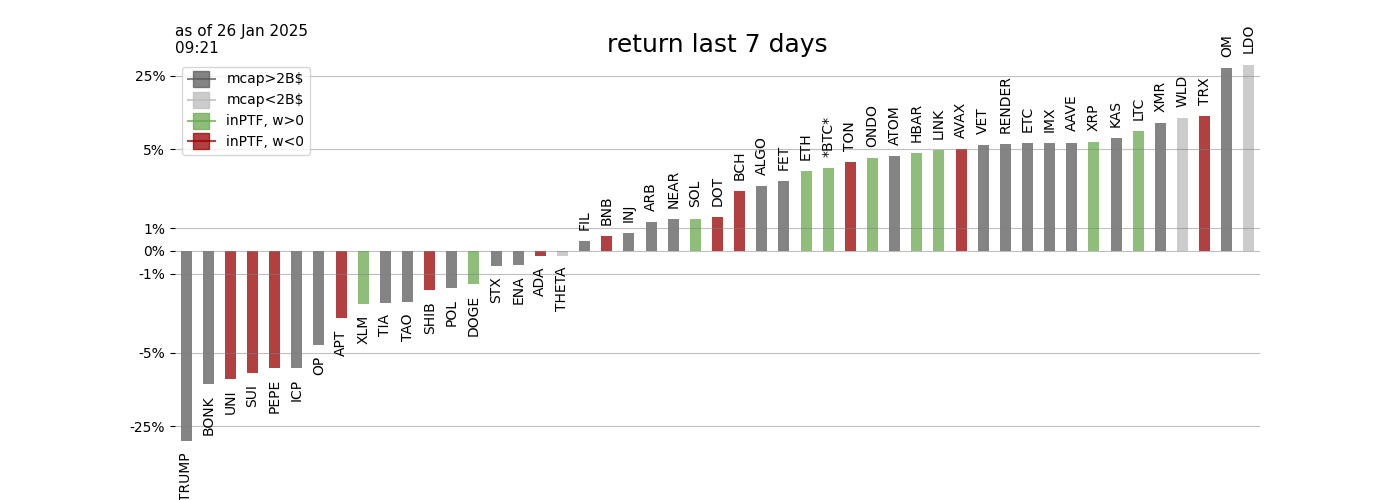 as of 26 Jan 2025
09:21
return last 7 days
mcap>2B$
mcap<2B$
inPTF, w>0
inPTF, w<0
25%
5%
1%
0%
-1%
-5%
-25%
TRUMP
BONK
UNI
SUI
PEPE
ICP
OP
APT
XLM
TIA
TAO
SHIB
POL
DOGE
STX
ENA
ADA
THETA
FIL
BNB
INJ
ARB
NEAR
SOL
DOT
BCH
ALGO
FET
ETH
*BTC*
TON
ONDO
ATOM
HBAR
LINK
AVAX
VET
RENDER
ETC
IMX
AAVE
XRP
KAS
LTC
XMR
WLD
TRX
OM
LDO